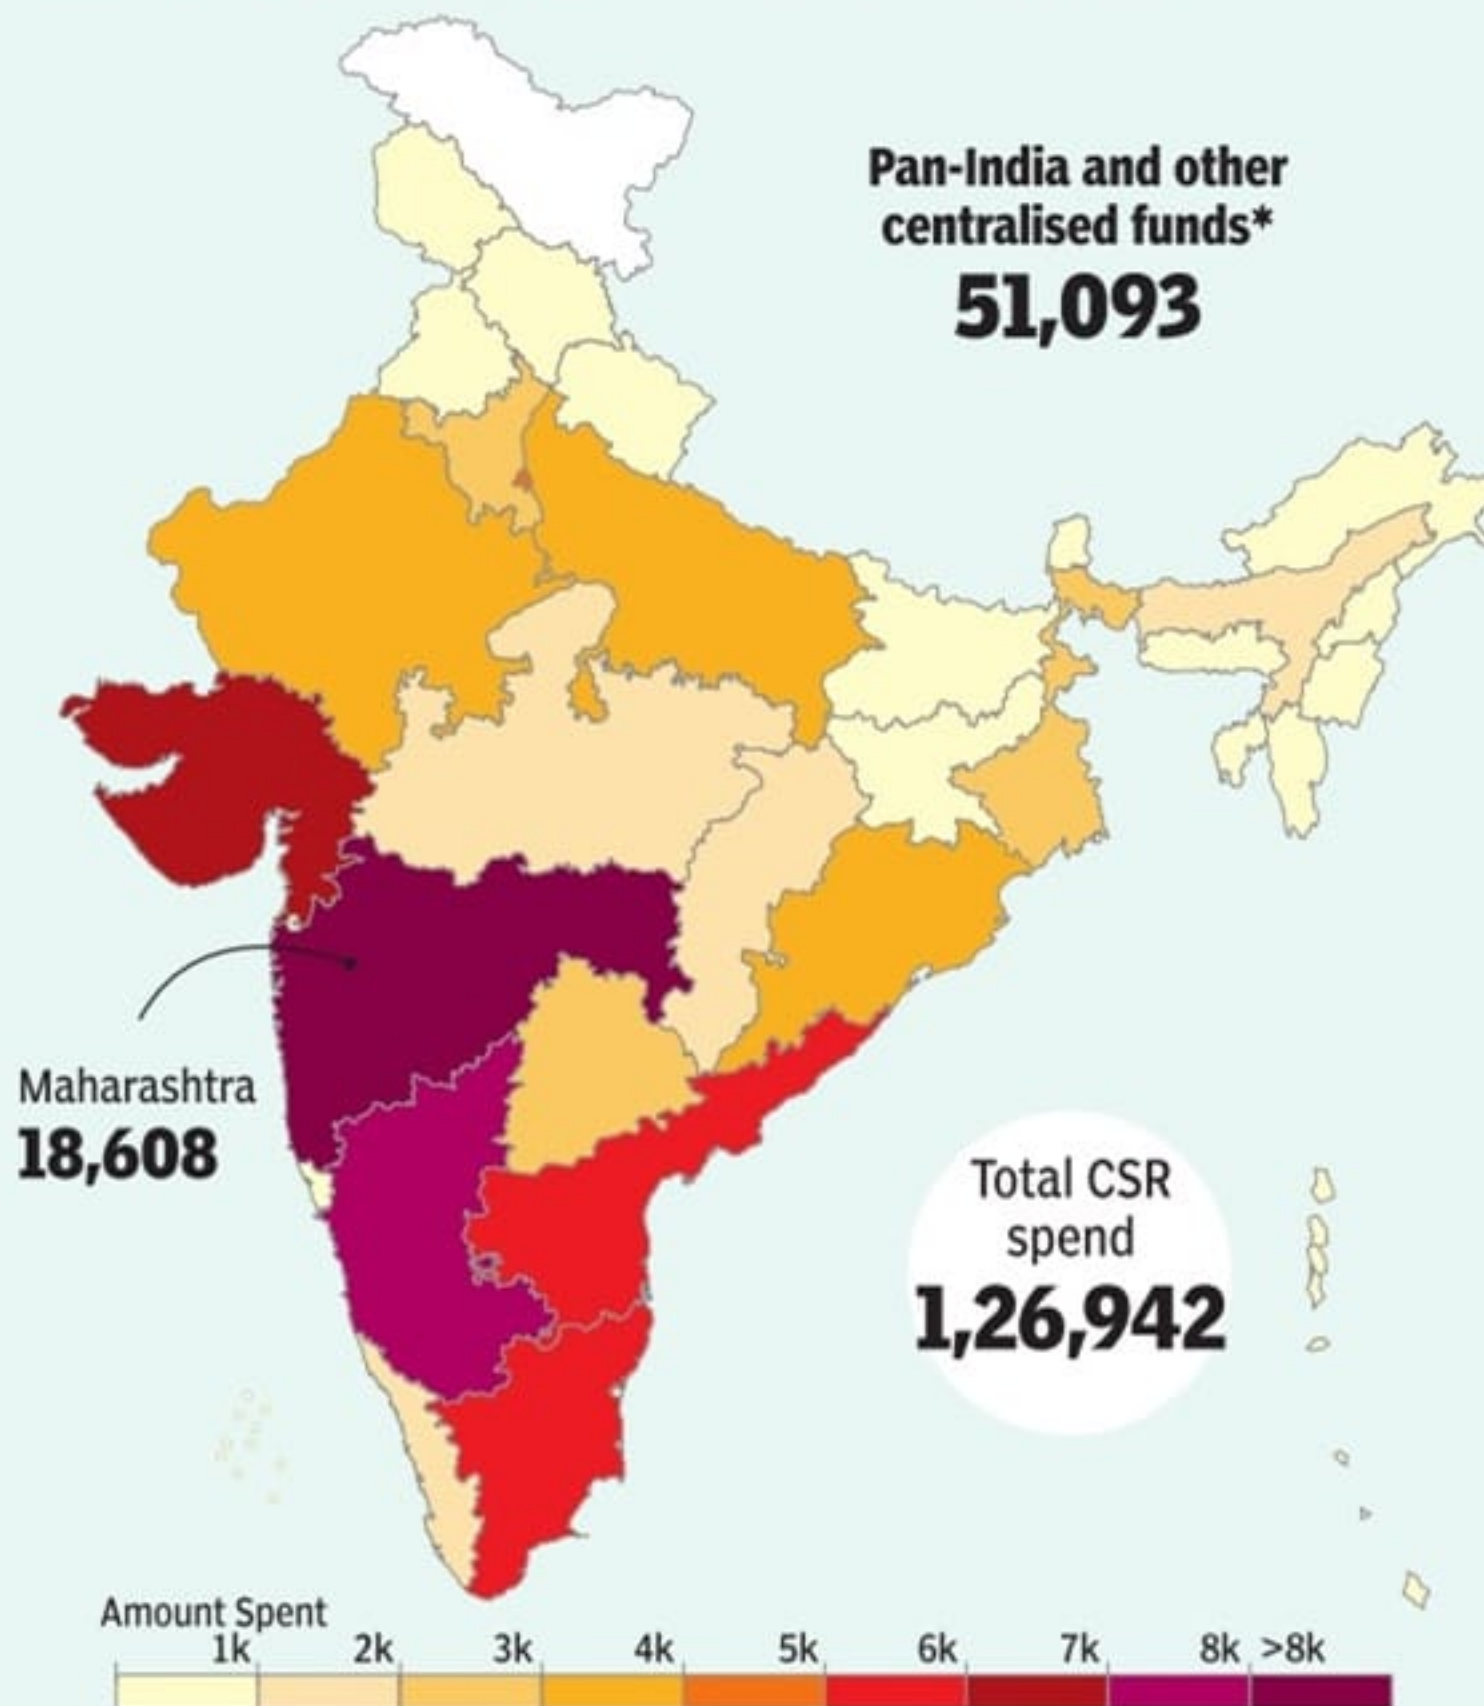 Pan-India and other
centralised funds*
51,093
Maharashtra
18,608
Total CSR
spend
1,26,942
Amount Spent
1k 2k 3k 4k 5k 6k 7k 8k >8k